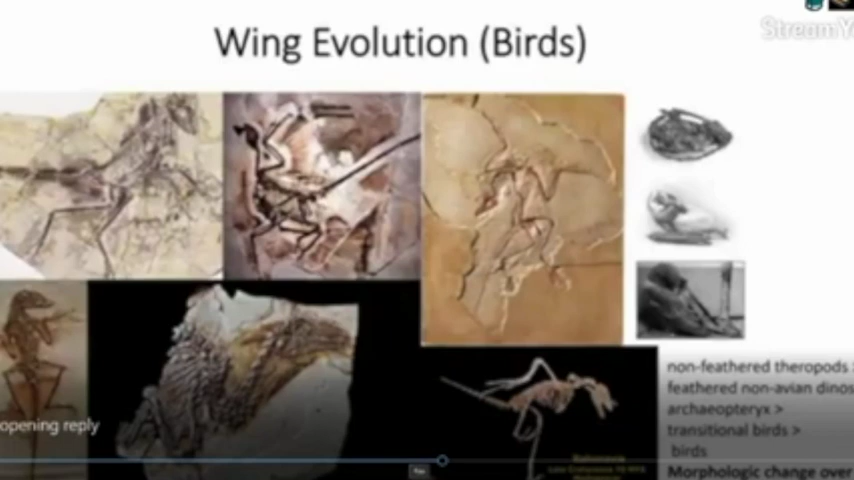 Stream Y
Wing Evolution (Birds)
non-feathered theropods
feathered non-avian dinos
archaeopteryx >
transitional birds >
birds
Morphologic change over
opening reply